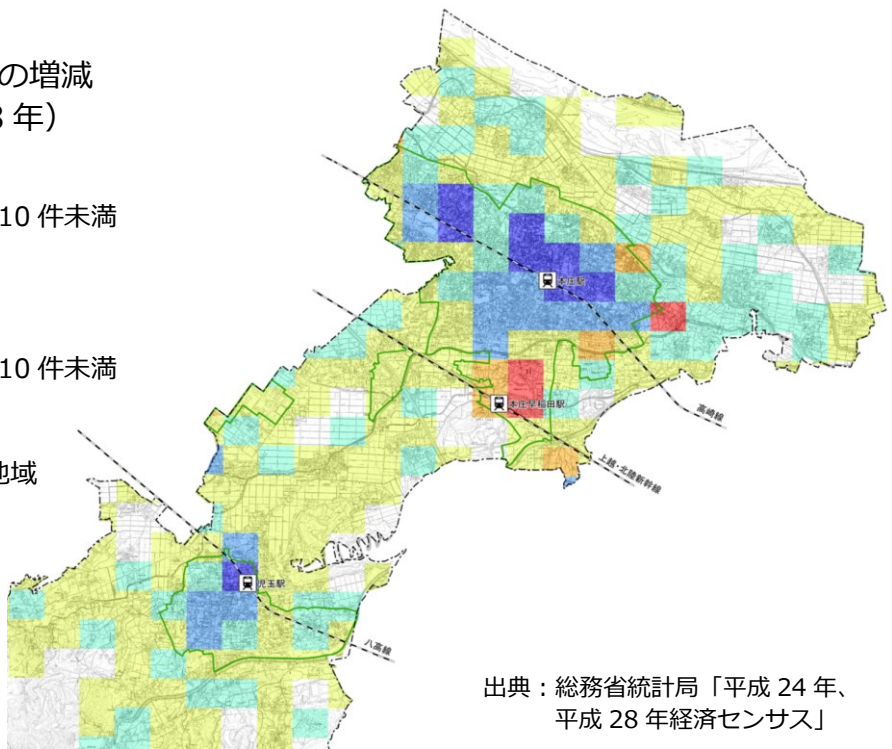 の増減
8 年）
10 件未満
10 件未満
地域
本庄駅
本庄早稲田駅
高崎線
上越・北陸新幹線
児玉駅
八高線
出典：総務省統計局「平成 24 年、
平成 28 年経済センサス」